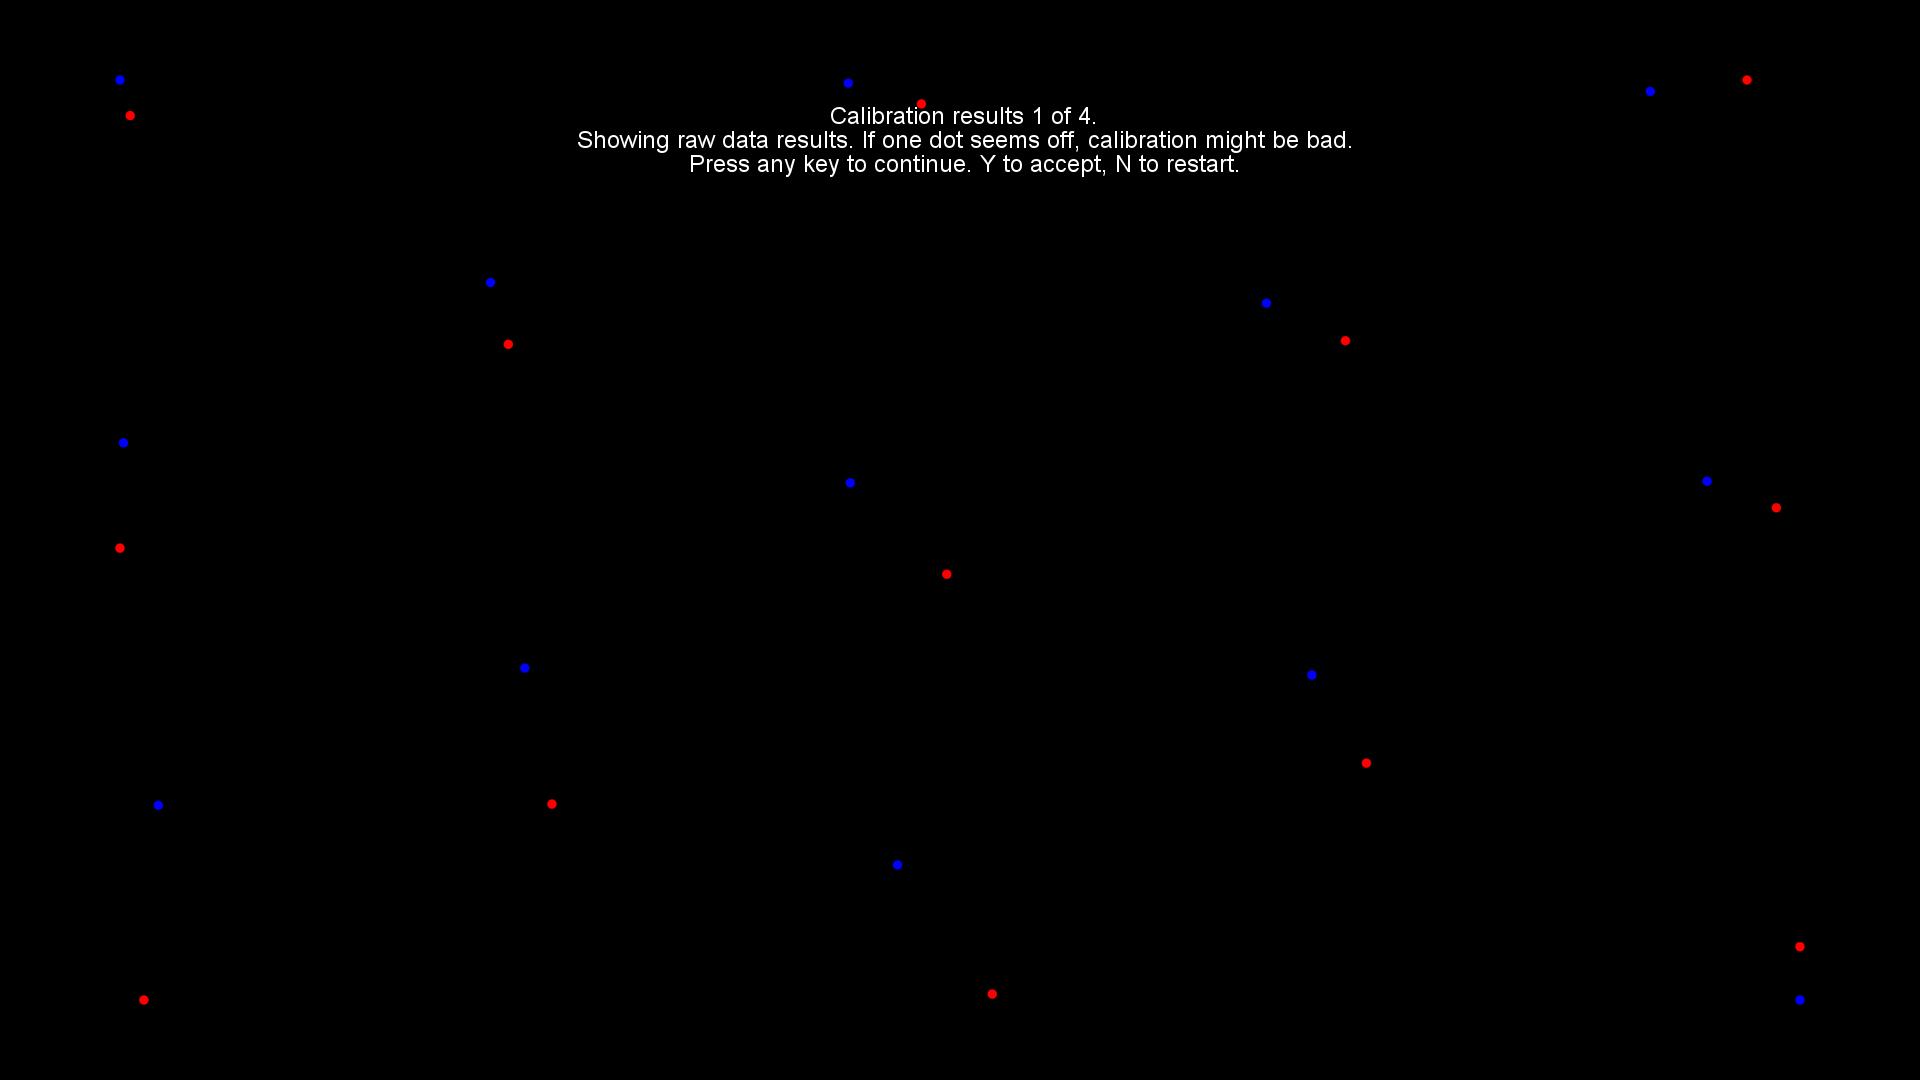 Calibration results 1 of 4.
Showing raw data results. If one dot seems off, calibration might be bad.
Press any key to continue. Y to accept, N to restart.